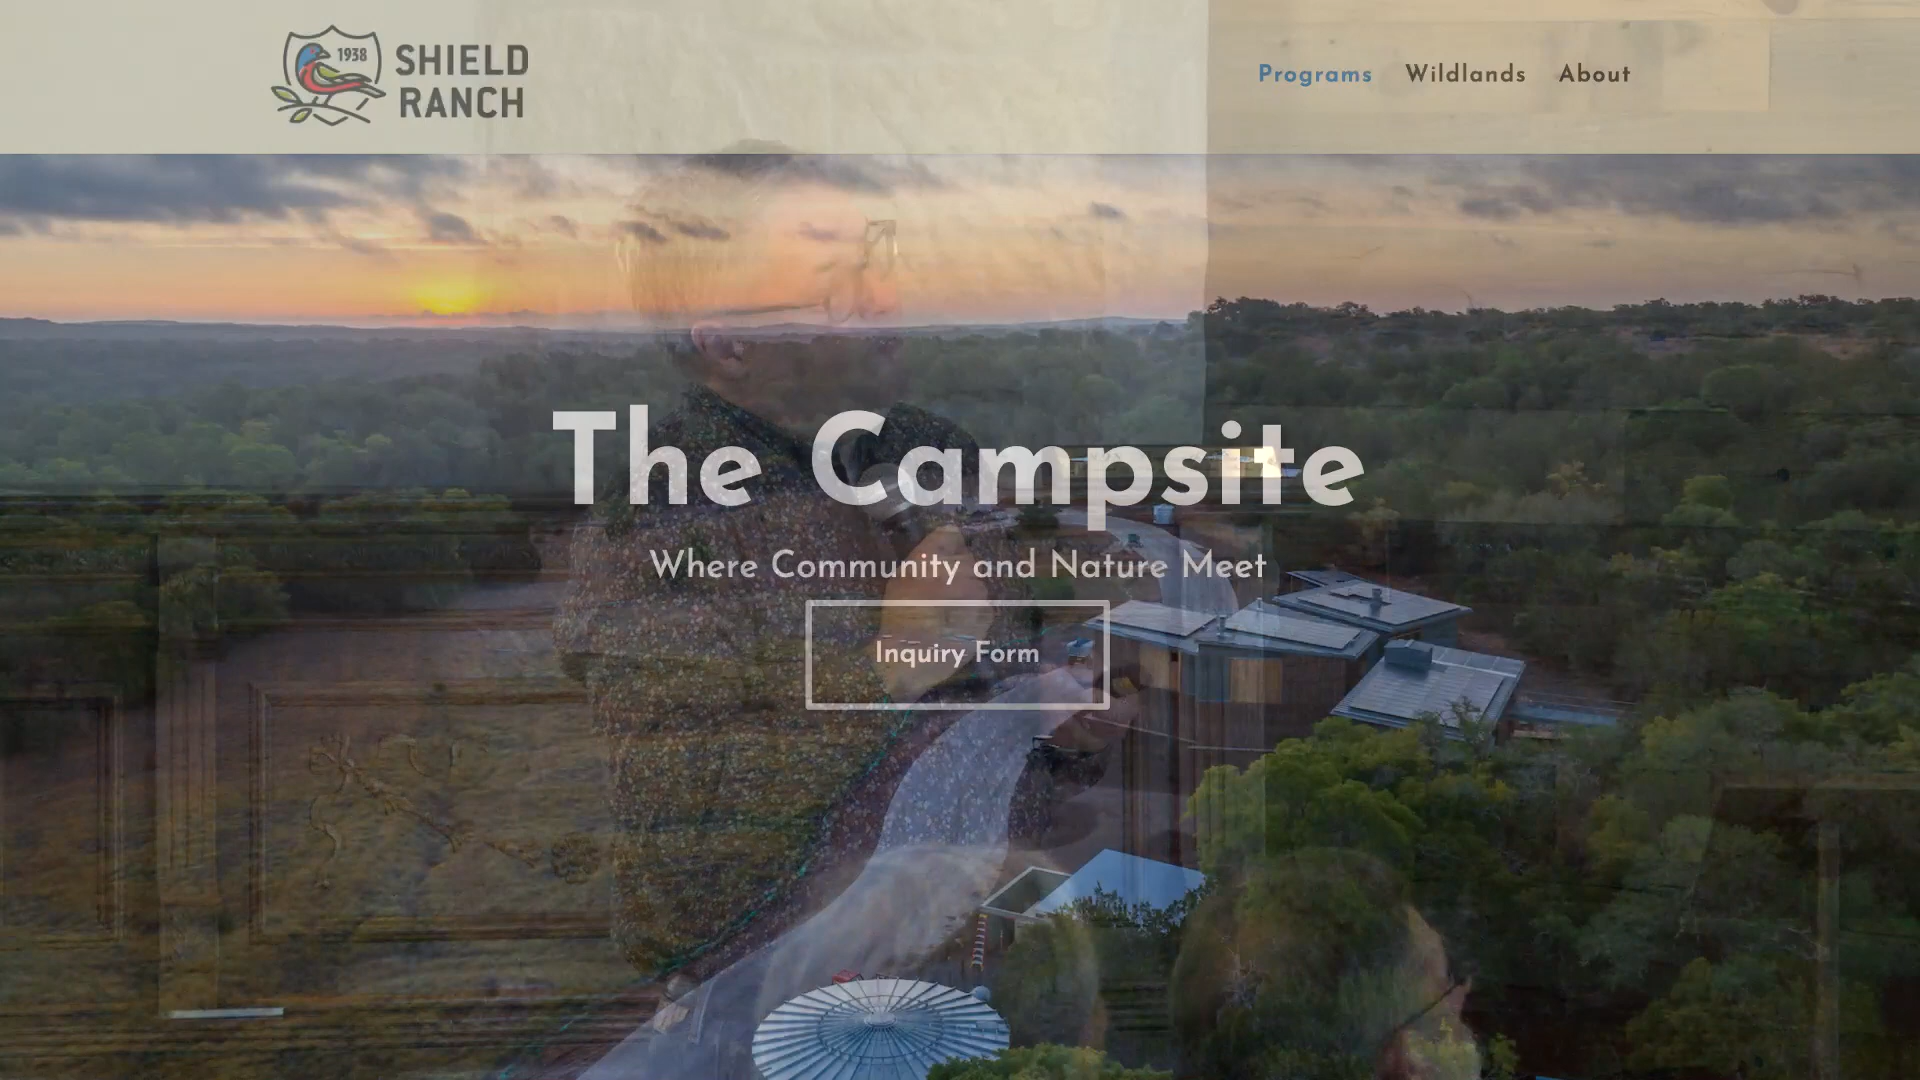 1938
SHIELD
RANCH
Programs Wildlands About
The Campsite
Where Community and Nature Meet
Inquiry Form